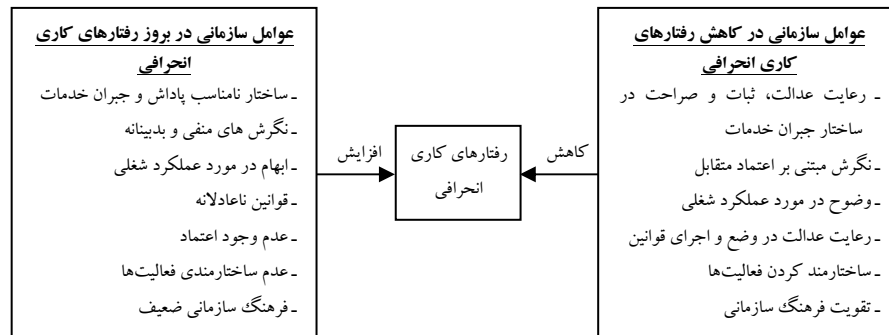 عوامل سازمانی در کاهش رفتارهای
کاری انحرافی
ـ رعایت عدالت، ثبات و صراحت در
ساختار جبران خدمات
ـ نگرش مبتنی بر اعتماد متقابل
ـ وضوح در مورد عملکرد شغلی
ـ رعایت عدالت در وضع و اجرای قوانین
ـ ساختارمند کردن فعالیت‌ها
ـ تقویت فرهنگ سازمانی
کاهش
رفتارهای کاری
انحرافی
افزایش
عوامل سازمانی در بروز رفتارهای کاری
انحرافی
ـ ساختار نامناسب پاداش و جبران خدمات
ـ نگرش های منفی و بدبینانه
ـ ابهام در مورد عملکرد شغلی
ـ قوانین ناعادلانه
ـ عدم وجود اعتماد
ـ عدم ساختارمندی فعالیت‌ها
ـ فرهنگ سازمانی ضعیف